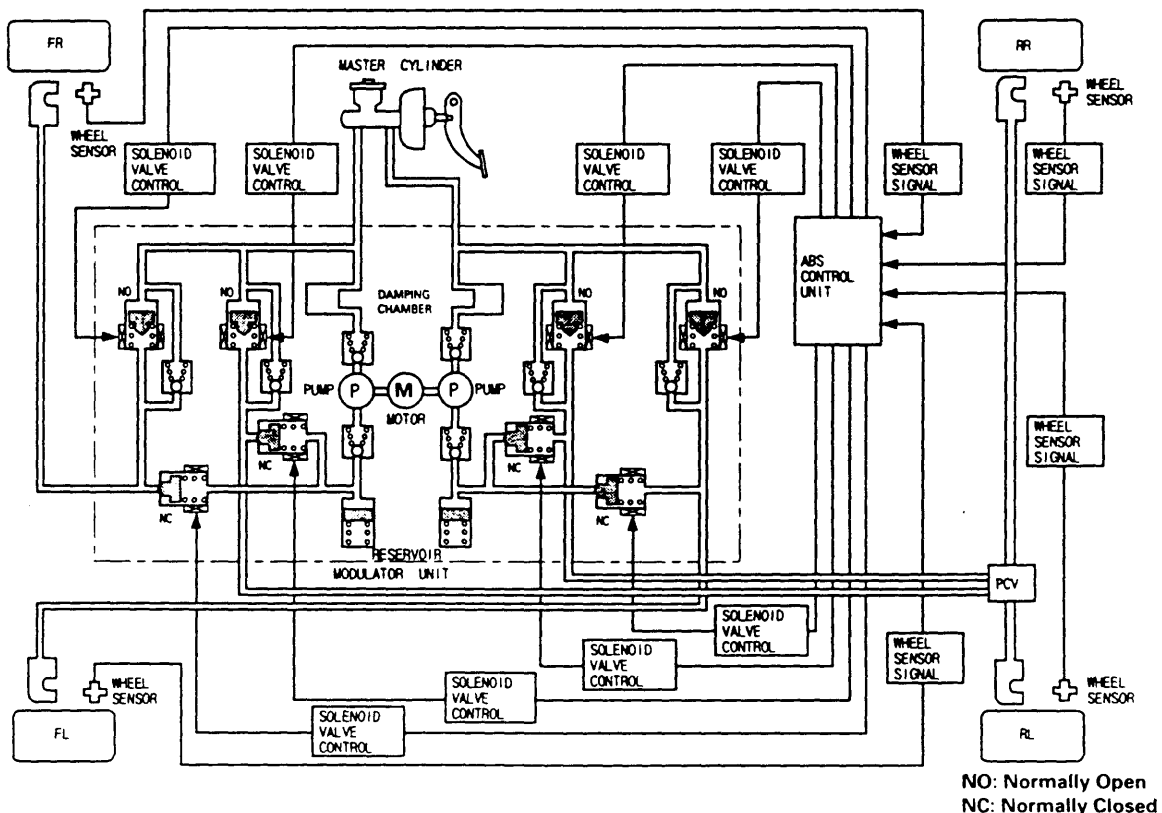 FR
RR
MASTER CYLINDER
WHEEL
SENSOR
WHEEL
SENSOR
SOLENOID
VALVE
CONTROL
SOLENOID
VALVE
CONTROL
SOLENOID
VALVE
CONTROL
SOLENOID
VALVE
CONTROL
WHEEL
SENSOR
SIGNAL
WHEEL
SENSOR
SIGNAL
ABS
CONTROL
UNIT
NO
NO
DAMPING
CHAMBER
NO
NO
PUMP
P
M
P
PUMP
MOTOR
NC
NC
NC
NC
WHEEL
SENSOR
SIGNAL
RESERVOIR
MODULATOR UNIT
PCV
SOLENOID
VALVE
CONTROL
SOLENOID
VALVE
CONTROL
SOLENOID
VALVE
CONTROL
SOLENOID
VALVE
CONTROL
WHEEL
SENSOR
SIGNAL
WHEEL
SENSOR
WHEEL
SENSOR
FL
RL
NO: Normally Open
NC: Normally Closed